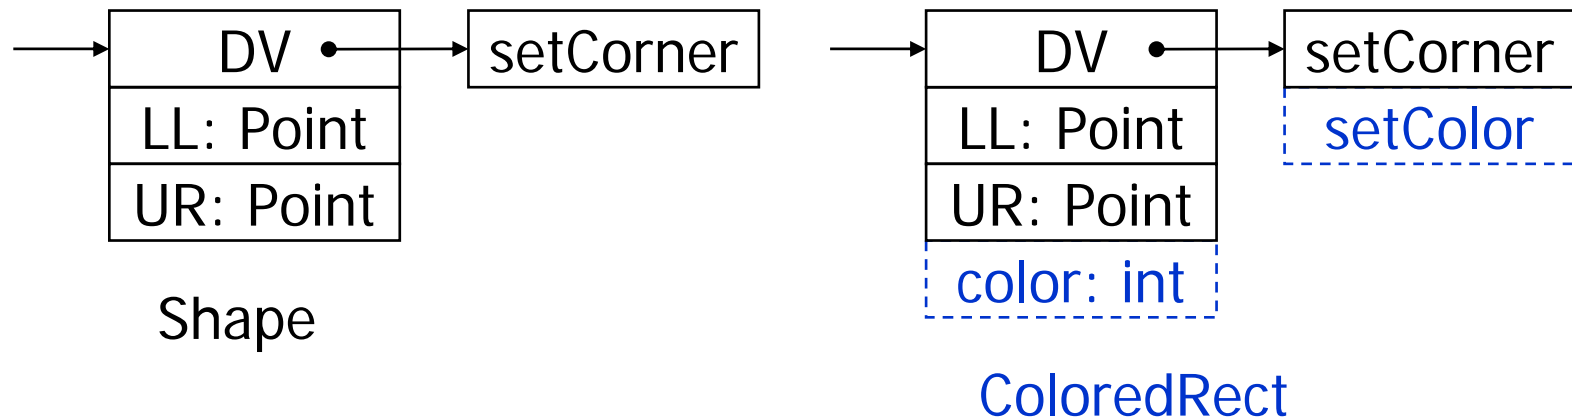 DV
setCorner
LL: Point
UR: Point
Shape
DV
setCorner
LL: Point
setColor
UR: Point
color: int
ColoredRect